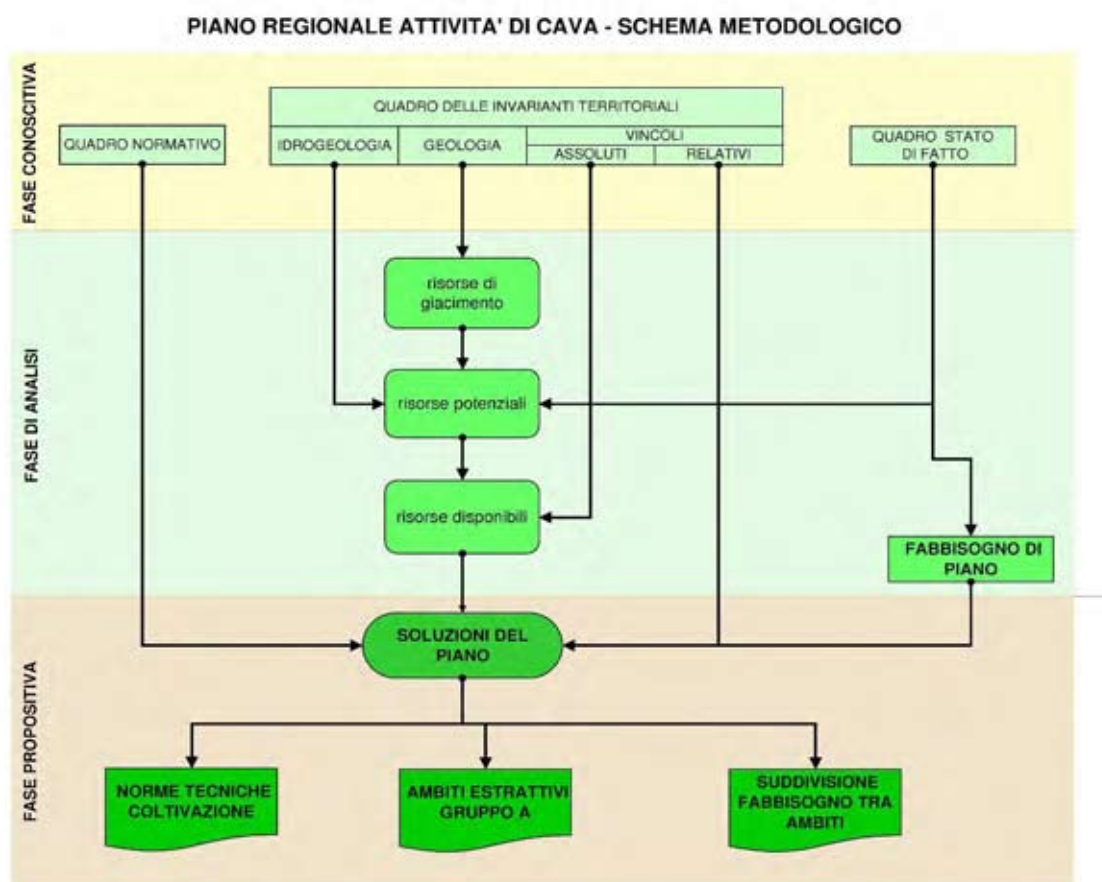 PIANO REGIONALE ATTIVITA' DI CAVA - SCHEMA METODOLOGICO
FASE CONOSCITIVA
QUADRO NORMATIVO
QUADRO DELLE INVARIANTI TERRITORIALI
IDROGEOLOGIA
GEOLOGIA
VINCOLI
ASSOLUTI
RELATIVI
QUADRO STATO
DI FATTO
FASE DI ANALISI
risorse di
giacimento
risorse potenziali
risorse disponibili
FABBISOGNO DI
PIANO
FASE PROPOSITIVA
SOLUZIONI DEL
PIANO
NORME TECNICHE
COLTIVAZIONE
AMBITI ESTRATTIVI
GRUPPO A
SUDDIVISIONE
FABBISOGNO TRA
AMBITI